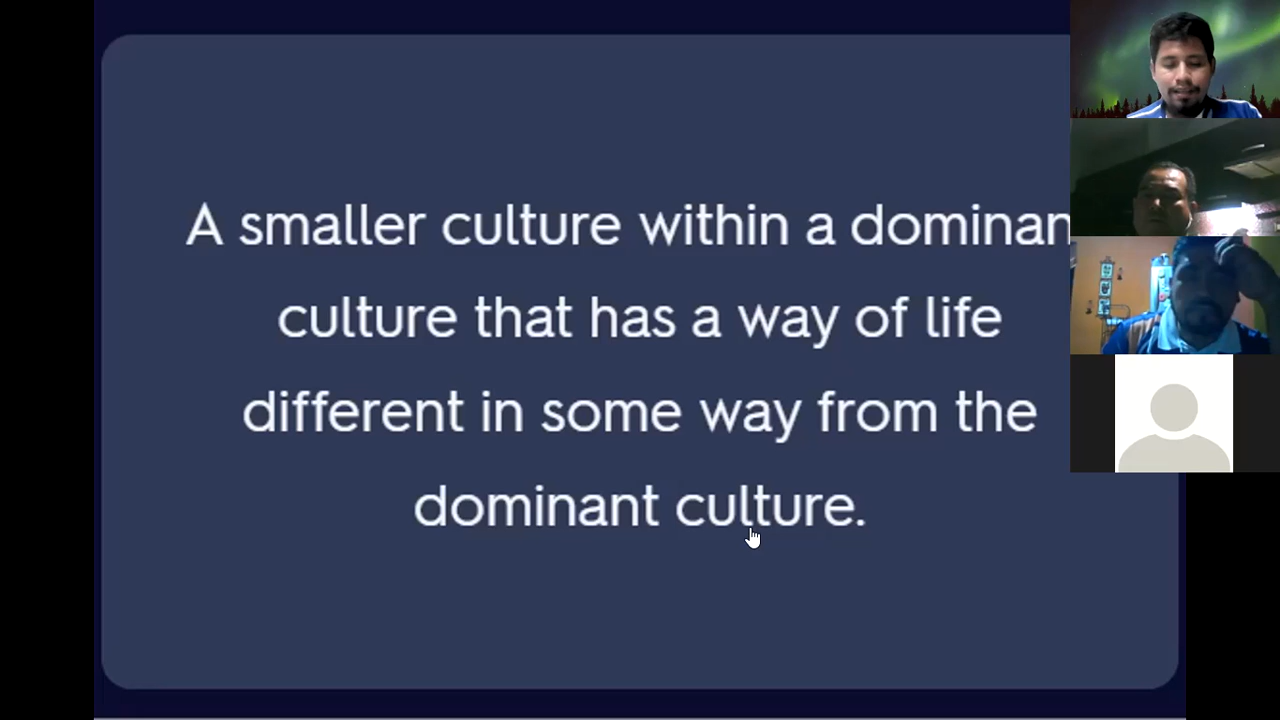 A smaller culture within a dominan
culture that has a way of life
different in some way from the
dominant culture.